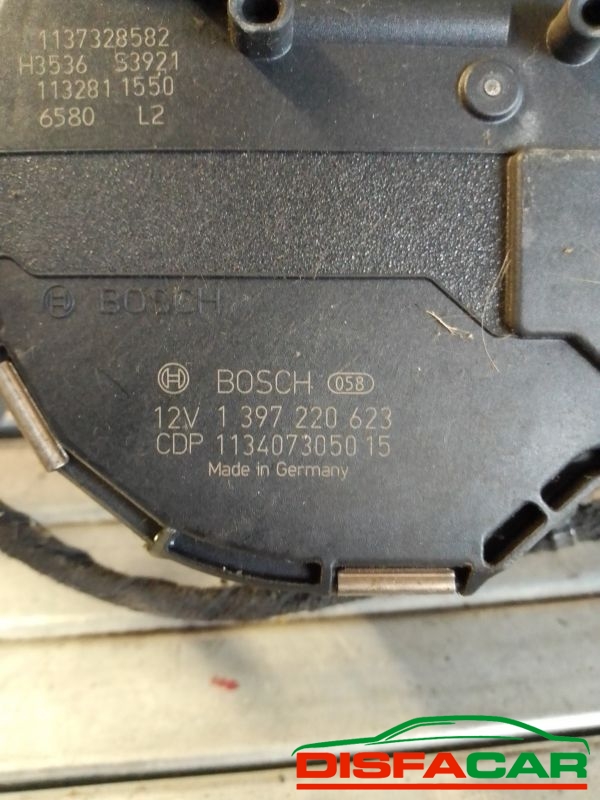 1137328582
H3536 S3921
113281 1550
6580 L2
BOSCH
BOSCH 058
12V 1 397 220 623
CDP 1134073050 15
Made in Germany
DISFACAR